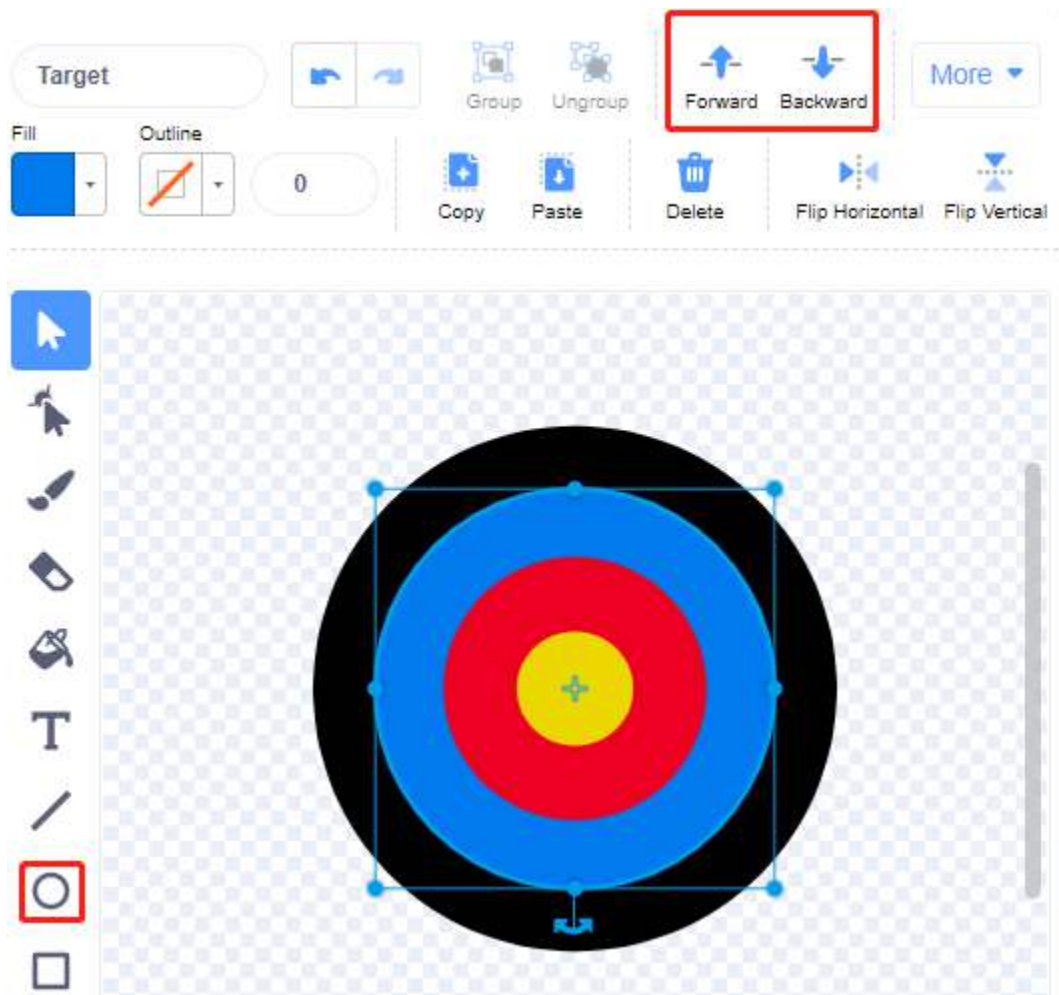 Target
Group Ungroup Forward Backward More
Fill Outline
0
Copy Paste Delete Flip Horizontal Flip Vertical